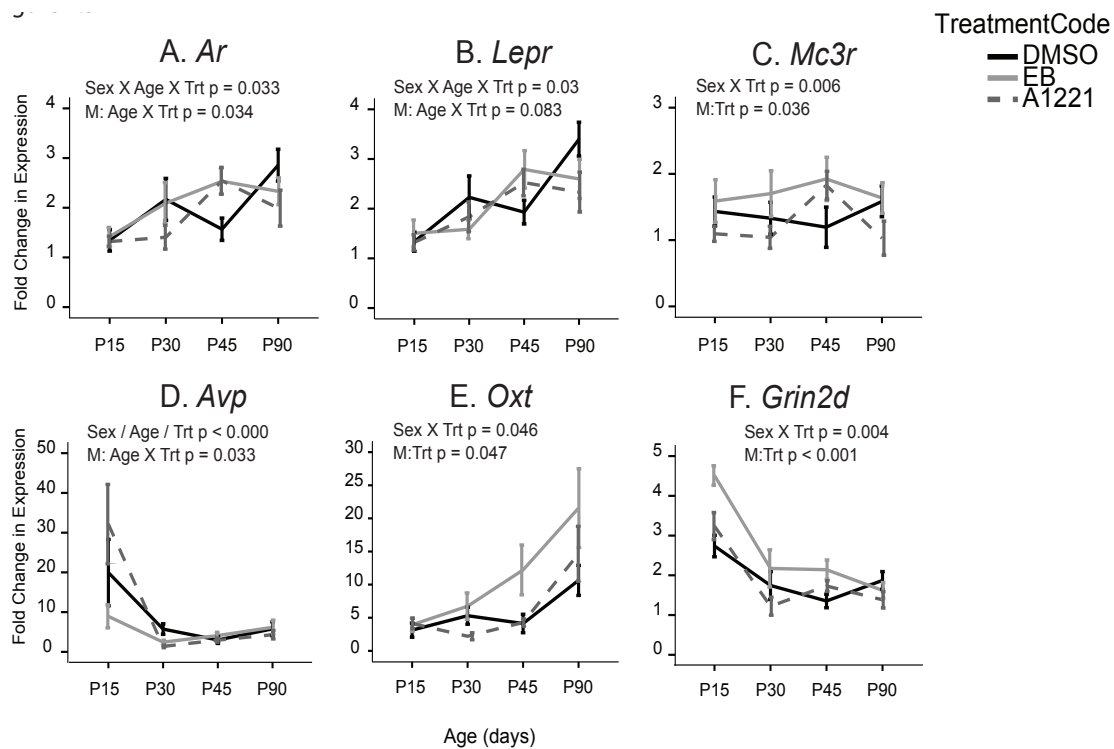 TreatmentCode
DMSO
EB
A1221
A. Ar
Sex X Age X Trt p = 0.033
M: Age X Trt p = 0.034
B. Lepr
Sex X Age X Trt p = 0.03
M: Age X Trt p = 0.083
C. Mc3r
Sex X Trt p = 0.006
M:Trt p = 0.036
Fold Change in Expression
4
3
2
1
0
P15 P30 P45 P90
4
3
2
1
0
P15 P30 P45 P90
3
2
1
0
P15 P30 P45 P90
D. Avp
Sex / Age / Trt p < 0.000
M: Age X Trt p = 0.033
E. Oxt
Sex X Trt p = 0.046
M:Trt p = 0.047
F. Grin2d
Sex X Trt p = 0.004
M:Trt p < 0.001
Fold Change in Expression
50
40
30
20
10
0
P15 P30 P45 P90
30
25
20
15
10
5
0
P15 P30 P45 P90
5
4
3
2
1
0
P15 P30 P45 P90
Age (days)